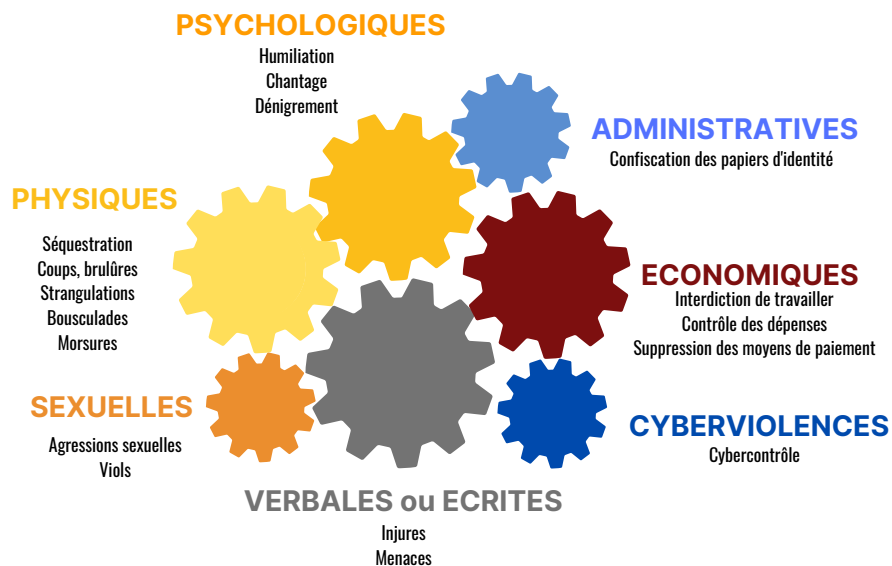 PSYCHOLOGIQUES
Humiliation
Chantage
Dénigrement
ADMINISTRATIVES
Confiscation des papiers d'identité
PHYSIQUES
Séquestration
Coups, brulûres
Strangulations
Bousculades
Morsures
ECONOMIQUES
Interdiction de travailler
Contrôle des dépenses
Suppression des moyens de paiement
SEXUELLES
Agressions sexuelles
Viols
CYBERVIOLENCES
Cybercontrôle
VERBALES ou ECRITES
Injures
Menaces